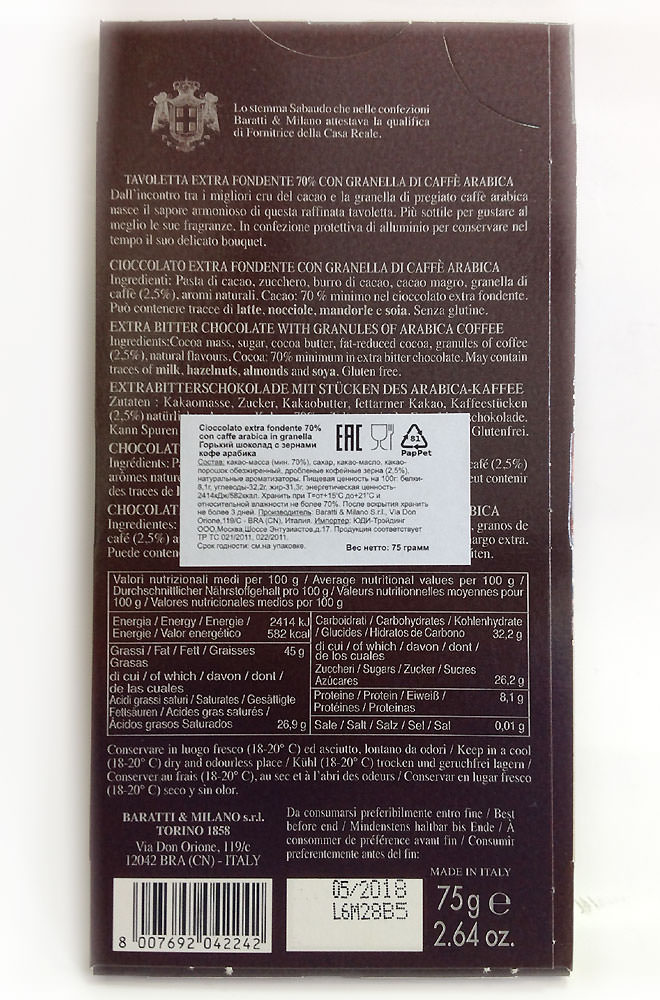 Lo stemma Sabaudo che nelle confezioni
Baratti & Milano attestava la qualifica
di Fornitrice della Casa Reale.
TAVOLETTA EXTRA FONDENTE 70% CON GRANELLA DI CAFFÈ ARABICA
Dall'incontro tra i migliori cru del cacao e la granella di pregiato caffè arabica
nasce il sapore armonioso di questa raffinata tavoletta. Più sottile per gustare al
meglio le sue fragranze. In confezione protettiva di alluminio per conservare nel
tempo il suo delicato bouquet.
CIOCCOLATO EXTRA FONDENTE CON GRANELLA DI CAFFÈ ARABICA
Ingredienti: Pasta di cacao, zucchero, burro di cacao, cacao magro, granella di
caffè (2,5%), aromi naturali. Cacao: 70 % minimo nel cioccolato extra fondente.
Può contenere tracce di latte, nocciole, mandorle e soia. Senza glutine.
EXTRA BITTER CHOCOLATE WITH GRANULES OF ARABICA COFFEE
Ingredients:Cocoa mass, sugar, cocoa butter, fat-reduced cocoa, granules of coffee
(2,5%), natural flavours. Cocoa: 70% minimum in extra bitter chocolate. May contain
traces of milk, hazelnuts, almonds and soya. Gluten free.
EXTRABITTERSCHOKOLADE MIT STÜCKEN DES ARABICA-KAFFEE
Zutaten : Kakaomasse, Zucker, Kakaobutter, fettarmer Kakao, Kaffeestücken
(2,5%) natürlic chokolade.
Kann Spuren Glutenfrei.
CHOCOLAT
Ingrédients: P afé (2,5%)
arômes natur eut contenir
des traces de l
CHOCOLAT BICA
Ingredientes: granos de
café (2,5%) a argo extra.
Puede conten iten.
Cioccolato extra fondente 70%
con caffe arabica in granella
Горький шоколад с зернами
кофе арабика
EAC
81
PapPet
Состав: какао-масса (мин. 70%), сахар, какао-масло, какао-
порошок обезжиренный, дробленые кофейные зерна (2,5%),
натуральные ароматизаторы. Пищевая ценность на 100г: белки-
8,1г, углеводы-32,2г, жир-31,3г, энергетическая ценность-
2414кДж/582ккал. Хранить при Т=от+15°С до+21°С и
относительной влажности не более 70%. После вскрытия хранить
не более 3 дней. Производитель: Baratti & Milano S.r.l., Via Don
Orione,119/C - BRA (CN), Италия. Импортер: ЮДИ-Трэйдинг
ООО,Москва,Шоссе Энтузиастов,д.17. Продукция соответствует
ТР ТС 021/2011, 022/2011.
Срок годности: см.на упаковке.
Вес нетто: 75 грамм
Valori nutrizionali medi per 100 g / Average nutritional values per 100 g /
Durchschnittlicher Nährstoffgehalt pro 100 g / Valeurs nutritionnelles moyennes pour
100 g / Valores nutricionales medios por 100 g
Energia / Energy / Energie / 2414 kJ
Énergie / Valor energético 582 kcal
Grassi / Fat / Fett / Graisses 45 g
Grasas
di cui / of which / davon / dont /
de las cuales
Acidi grassi saturi / Saturates / Gesättigte
Fettsäuren / Acides gras saturés /
Ácidos grasos Saturados 26,9 g
Carboidrati / Carbohydrates / Kohlenhydrate
/ Glucides / Hidratos de Carbono 32,2 g
di cui / of which / davon / dont /
de los cuales
Zuccheri / Sugars / Zucker / Sucres
Azúcares 26,2 g
Proteine / Protein / Eiweiß / 8,1 g
Protéines / Proteinas
Sale / Salt / Salz / Sel / Sal 0,01 g
Conservare in luogo fresco (18-20° C) ed asciutto, lontano da odori / Keep in a cool
(18-20° C) dry and odourless place / Kühl (18-20° C) trocken und geruchfrei lagern /
Conserver au frais (18-20° C), au sec et à l'abri des odeurs / Conservar en lugar fresco
(18-20° C) seco y sin olor.
BARATTI & MILANO s.r.l.
TORINO 1858
Via Don Orione, 119/c
12042 BRA (CN) - ITALY
Da consumarsi preferibilmente entro fine / Best
before end / Mindenstens haltbar bis Ende / À
consommer de préférence avant fin / Consumir
preferentemente antes del fin:
MADE IN ITALY
05/2018
L6M28B5
75 g e
2.64 oz.
8 007692 042242